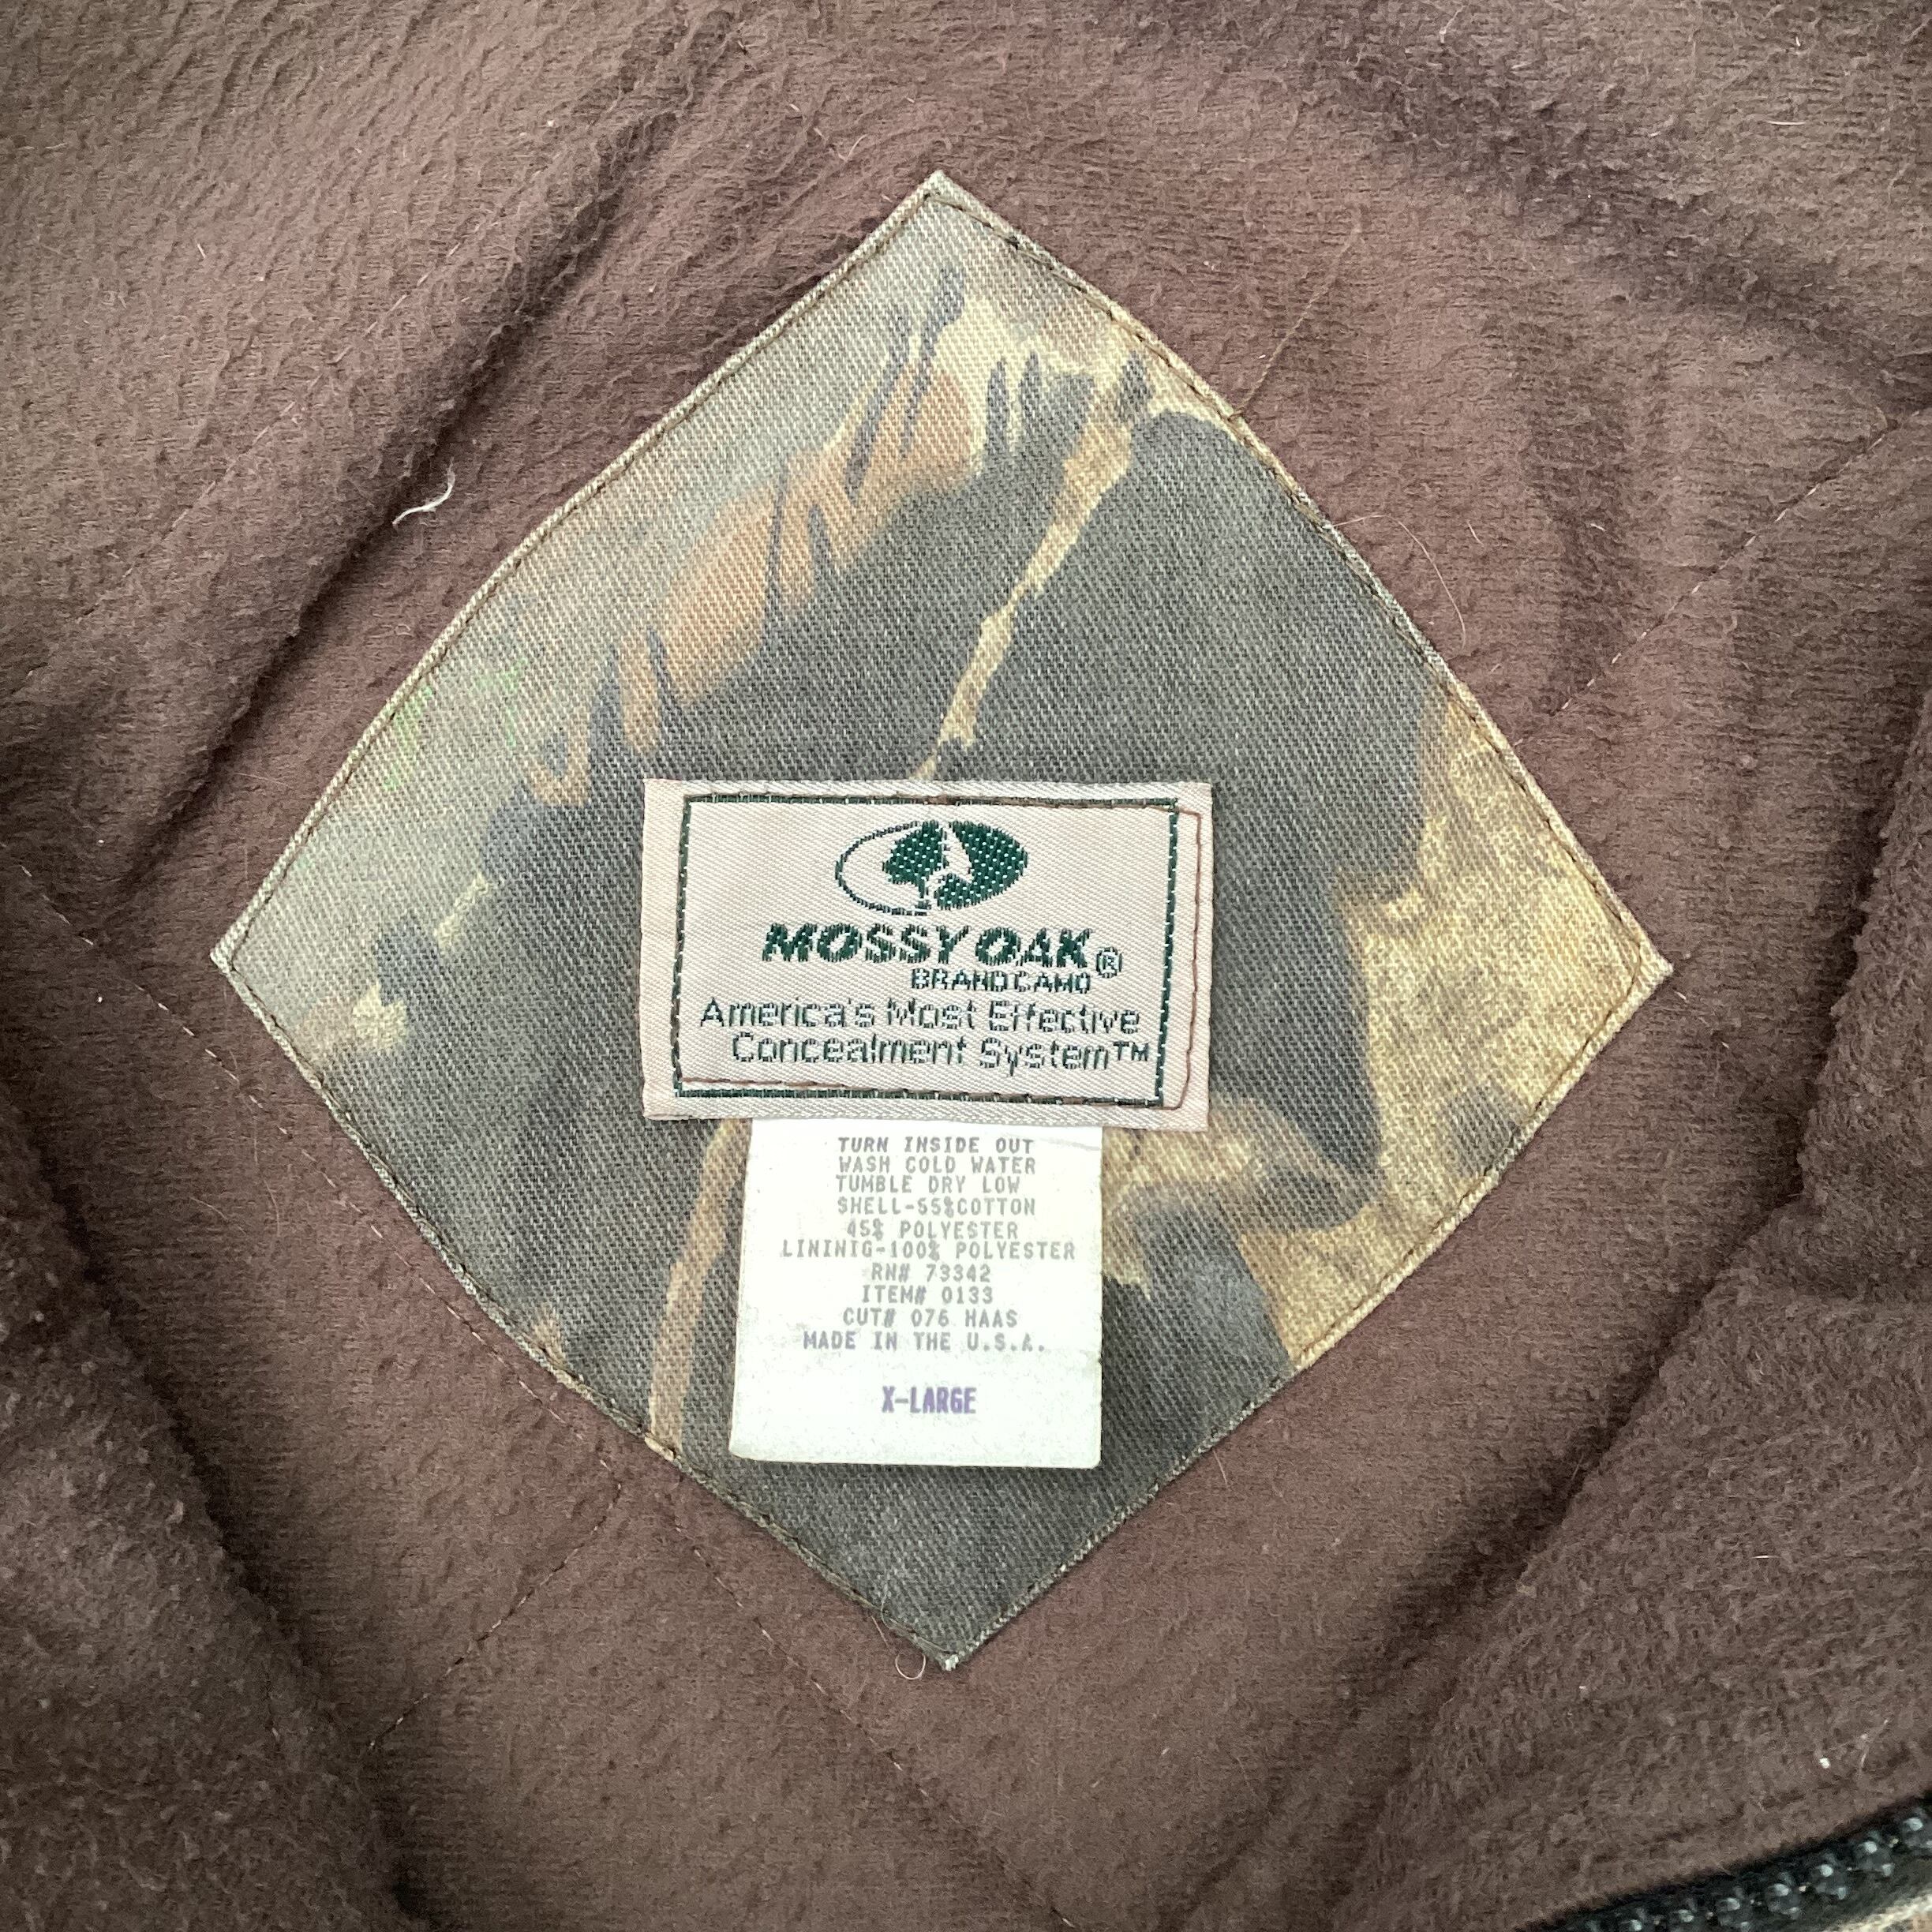 MOSSY OAK®
BRAND CAMO
America's Most Effective
Concealment System™
TURN INSIDE OUT
WASH COLD WATER
TUMBLE DRY LOW
SHELL-55%COTTON
45% POLYESTER
LININIG-100% POLYESTER
RN# 73342
ITEM# 0133
CUT# 076 HAAS
MADE IN THE U.S.A.
X-LARGE